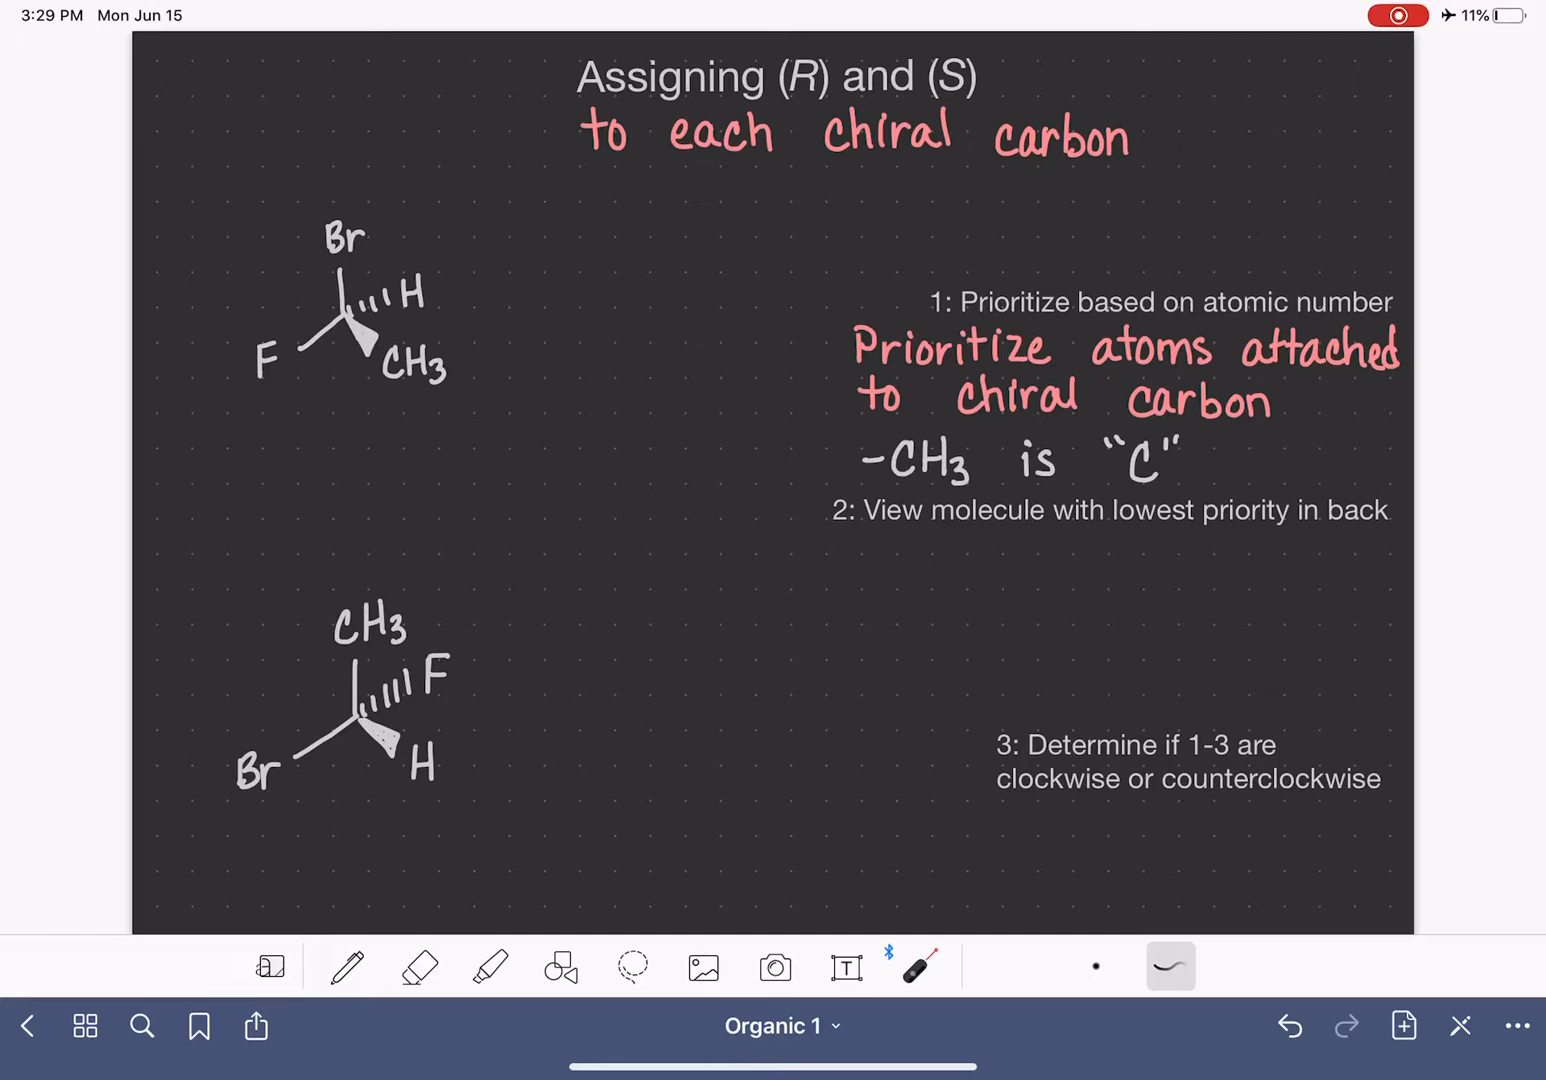 3:29 PM Mon Jun 15
11%
Assigning (R) and (S)
to each chiral carbon
Br
H
F
CH3
1: Prioritize based on atomic number
Prioritize atoms attached
to chiral carbon
-CH3 is "C"
2: View molecule with lowest priority in back
CH3
F
Br
H
3: Determine if 1-3 are
clockwise or counterclockwise
T
Organic 1